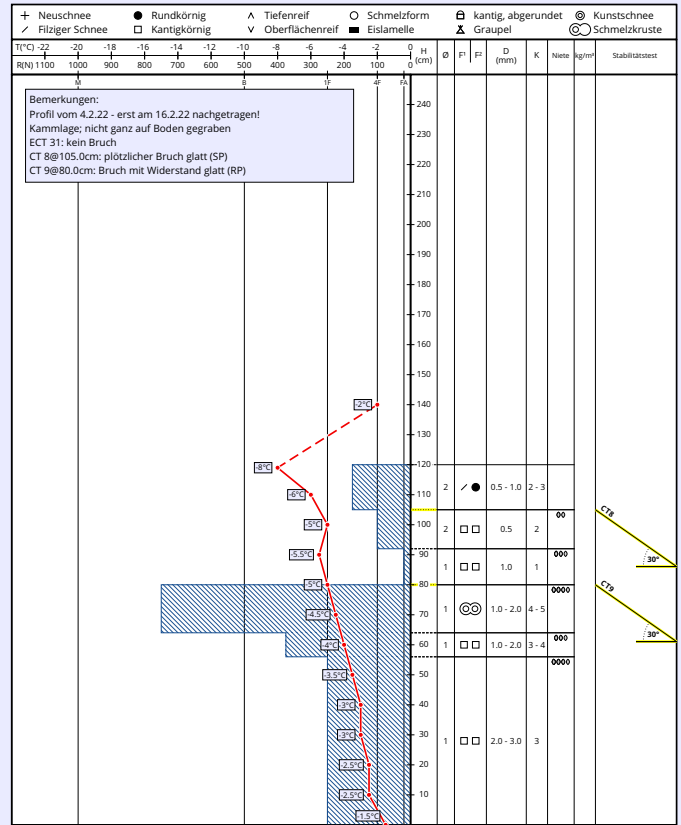 Neuschnee Rundkörnig Tiefenreif Schmelzform kantig, abgerundet Kunstschnee
Filziger Schnee Kantigkörnig Oberflächenreif Eislamelle Graupel Schmelzkruste
T(°C) -22 -20 -18 -16 -14 -12 -10 -8 -6 -4 -2 0
R(N) 1100 1000 900 800 700 600 500 400 300 200 100 0
H (cm) Ø F¹ F² D (mm) K Niete kg/m³ Stabilitätstest
M B 1F 4F FA
Bemerkungen:
Profil vom 4.2.22 - erst am 16.2.22 nachgetragen!
Kammlage; nicht ganz auf Boden gegraben
ECT 31: kein Bruch
CT 8@105.0cm: plötzlicher Bruch glatt (SP)
CT 9@80.0cm: Bruch mit Widerstand glatt (RP)
240
230
220
210
200
190
180
170
160
150
-2°C 140
130
-8°C 120
-6°C 110 2 0.5 - 1.0 2 - 3
CT8
-5°C 100 2 0.5 2
-5.5°C 90 30°
1 1.0 1
-5°C 80 CT9
-4.5°C 70 1 1.0 - 2.0 4 - 5
30°
-4°C 60 1 1.0 - 2.0 3 - 4
-3.5°C 50
-3°C 40
-3°C 30 1 2.0 - 3.0 3
-2.5°C 20
-2.5°C 10
-1.5°C